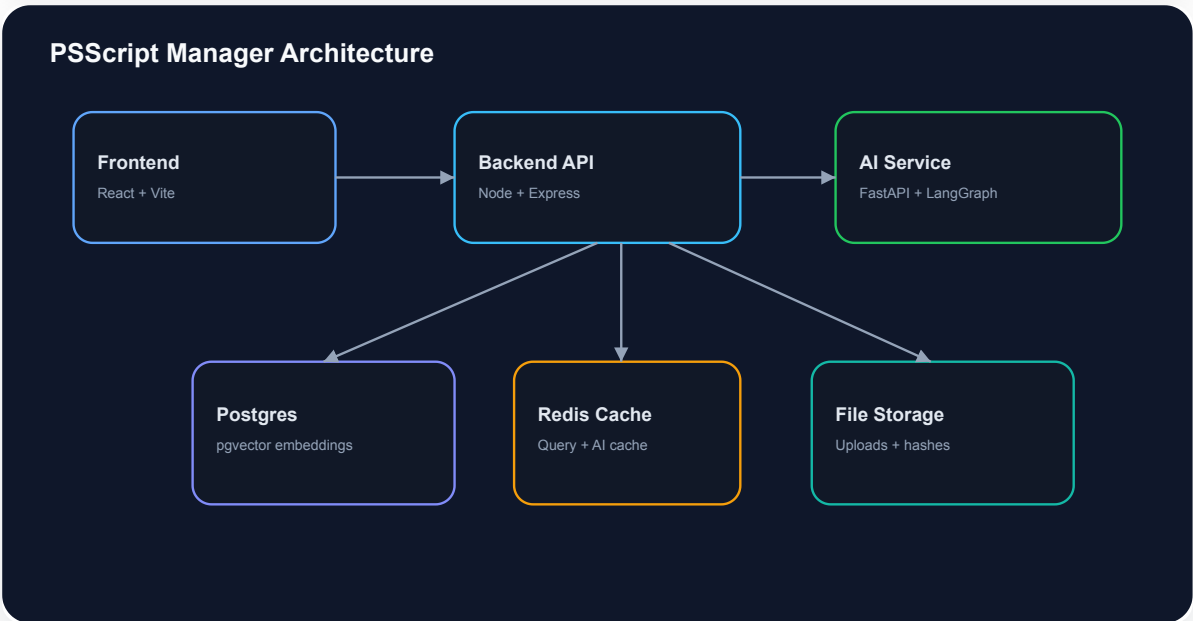 PSScript Manager Architecture
Frontend
React + Vite
Backend API
Node + Express
AI Service
FastAPI + LangGraph
Postgres
pgvector embeddings
Redis Cache
Query + AI cache
File Storage
Uploads + hashes